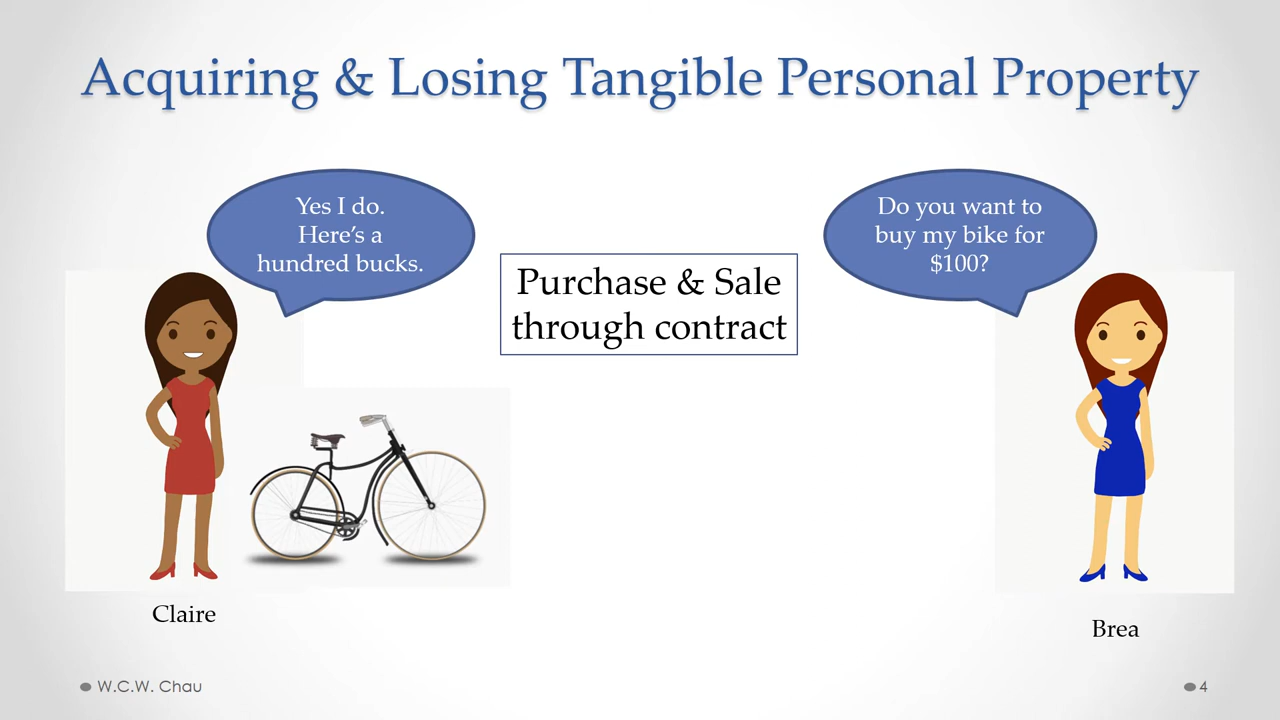 Acquiring & Losing Tangible Personal Property
Yes I do.
Here’s a
hundred bucks.
Do you want to
buy my bike for
$100?
Purchase & Sale
through contract
Claire
Brea
W.C.W. Chau
4